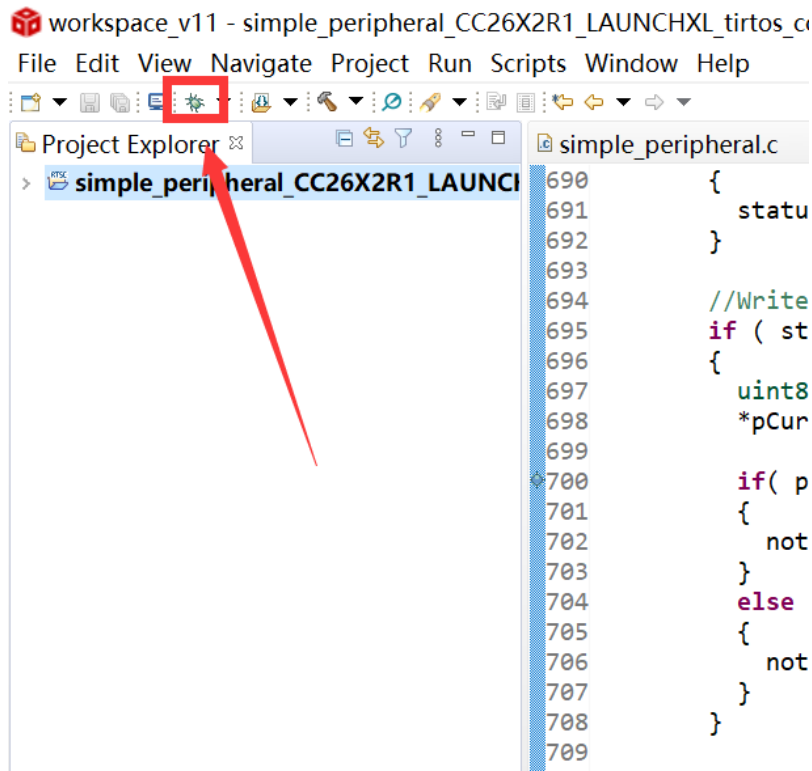 workspace_v11 - simple_peripheral_CC26X2R1_LAUNCHXL_tirtos_c
File Edit View Navigate Project Run Scripts Window Help
Project Explorer
simple_peripheral.c
RTSC
simple_peripheral_CC26X2R1_LAUNCH
690 {
691 statu
692 }
693
694 //Write
695 if ( st
696 {
697 uint8
698 *pCur
699
700 if( p
701 {
702 not
703 }
704 else
705 {
706 not
707 }
708 }
709